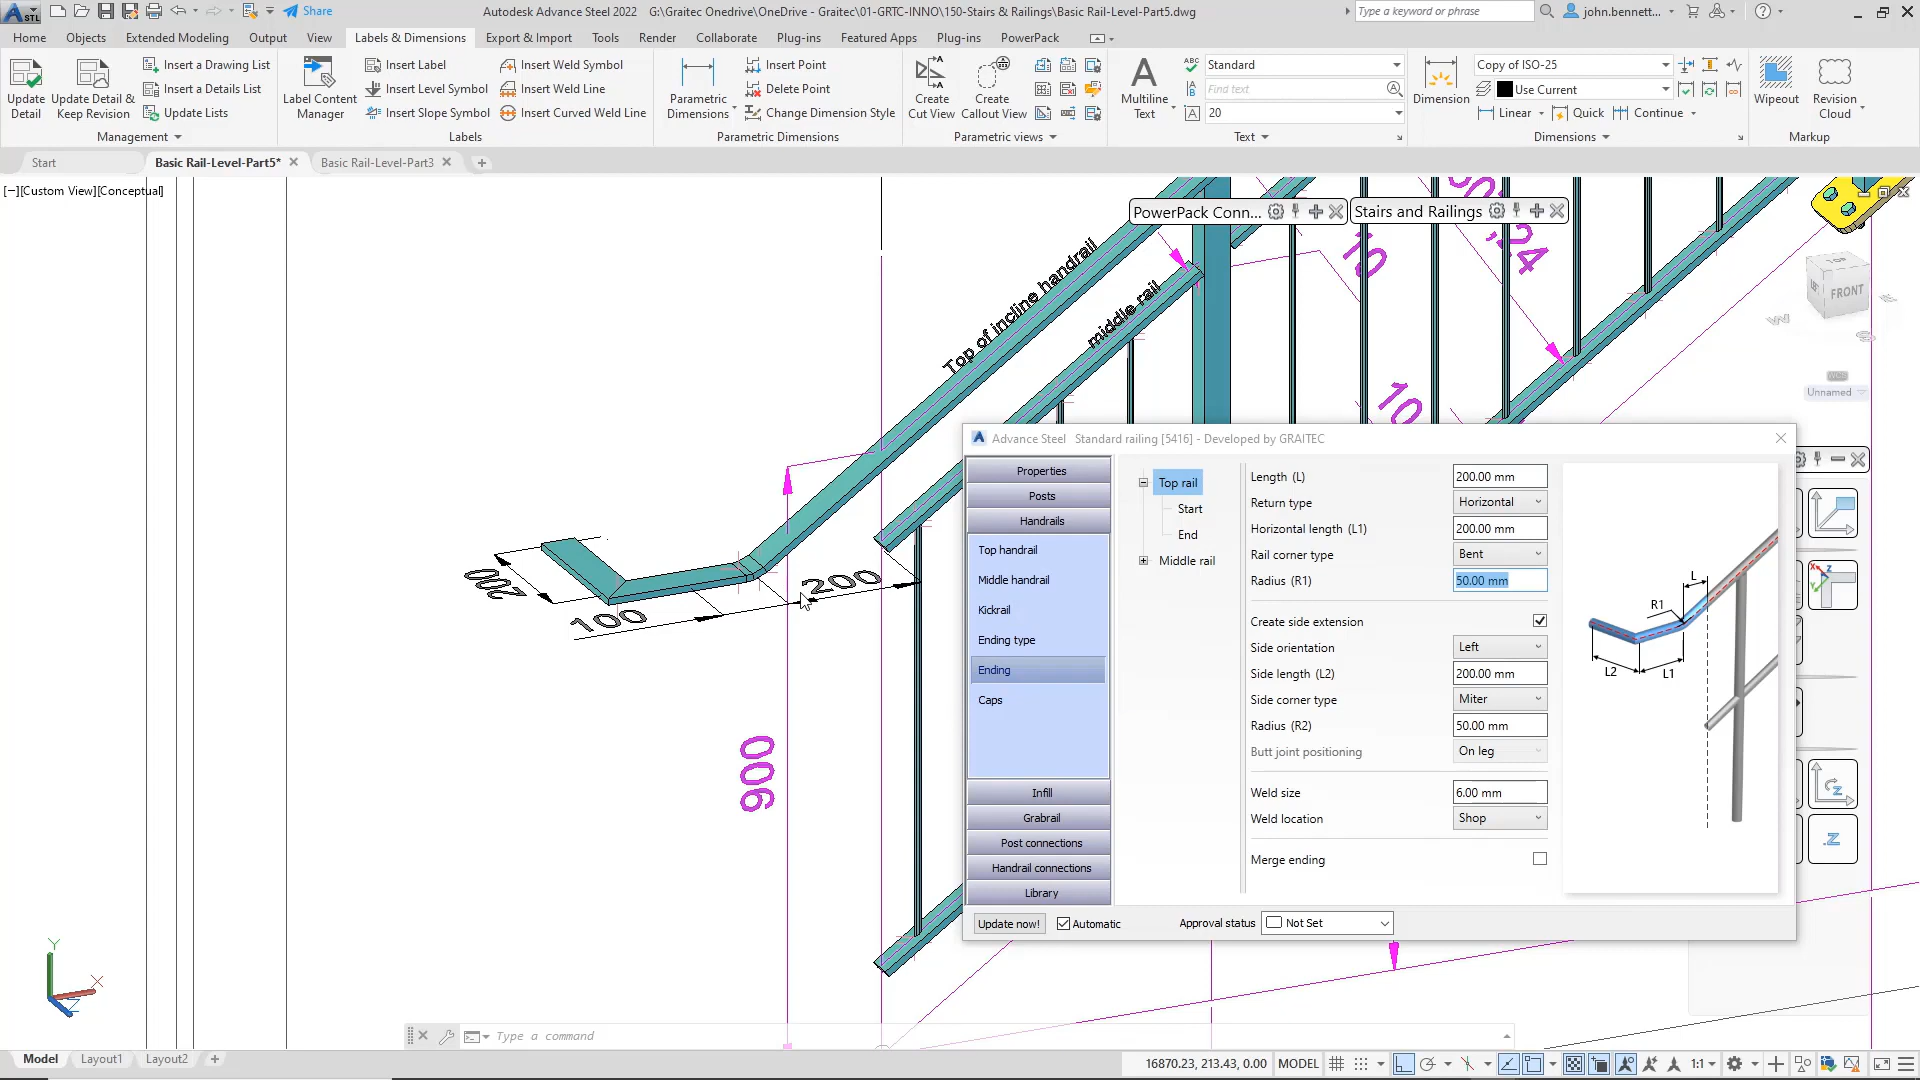 Share
Autodesk Advance Steel 2022 G:\Graitec Onedrive\OneDrive - Graitec\01-GRTC-INNO\150-Stairs & Railings\Basic Rail-Level-Part5.dwg
Type a keyword or phrase
john.bennett...
Home Objects Extended Modeling Output View Labels & Dimensions Export & Import Tools Render Collaborate Plug-ins Featured Apps Plug-ins PowerPack
Update Detail
Update Detail & Keep Revision
Insert a Drawing List
Insert a Details List
Update Lists
Management
Label Content Manager
Insert Label
Insert Level Symbol
Insert Slope Symbol
Insert Weld Symbol
Insert Weld Line
Insert Curved Weld Line
Labels
Parametric Dimensions
Insert Point
Delete Point
Change Dimension Style
Parametric Dimensions
Create Cut View
Create Callout View
Parametric views
Multiline Text
Standard
Find text
20
Text
Dimension
Copy of ISO-25
Use Current
Linear
Quick
Continue
Dimensions
Wipeout
Revision Cloud
Markup
Start
Basic Rail-Level-Part5*
Basic Rail-Level-Part3
[−][Custom View][Conceptual]
PowerPack Conn...
Stairs and Railings
Top of incline handrail
middle rail
10
10
200
100
200
900
TOP
FRONT
W
Unnamed
Advance Steel Standard railing [5416] - Developed by GRAITEC
Properties
Posts
Handrails
Top handrail
Middle handrail
Kickrail
Ending type
Ending
Caps
Infill
Grabrail
Post connections
Handrail connections
Library
Top rail
Start
End
Middle rail
Length (L) 200.00 mm
Return type Horizontal
Horizontal length (L1) 200.00 mm
Rail corner type Bent
Radius (R1) 50.00 mm
Create side extension
Side orientation Left
Side length (L2) 200.00 mm
Side corner type Miter
Radius (R2) 50.00 mm
Butt joint positioning On leg
Weld size 6.00 mm
Weld location Shop
Merge ending
L
R1
L2
L1
Update now!
Automatic
Approval status
Not Set
Y
X
Z
Type a command
Model
Layout1
Layout2
16870.23, 213.43, 0.00 MODEL
1:1